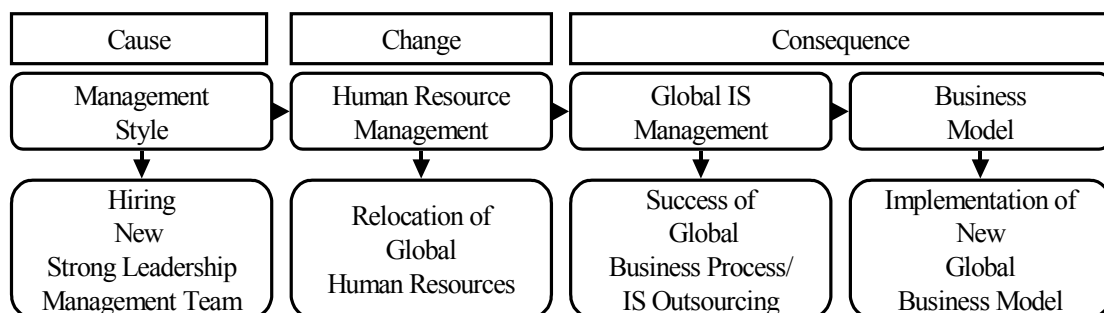 Cause
Change
Consequence
Management
Style
Human Resource
Management
Global IS
Management
Business
Model
Hiring
New
Strong Leadership
Management Team
Relocation of
Global
Human Resources
Success of
Global
Business Process/
IS Outsourcing
Implementation of
New
Global
Business Model